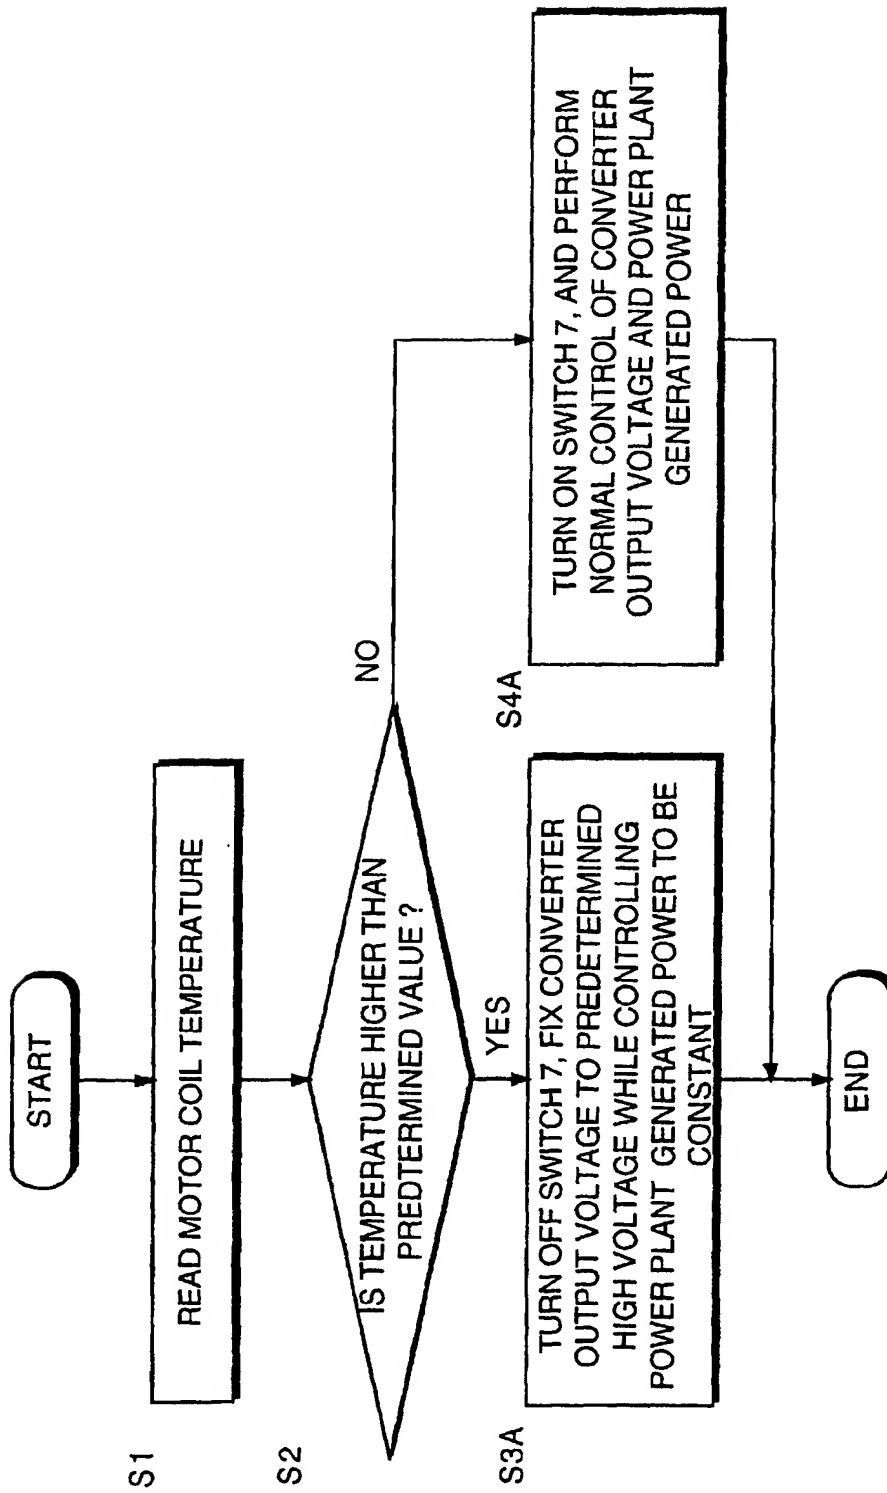 START
S1
READ MOTOR COIL TEMPERATURE
S2
IS TEMPERATURE HIGHER THAN
PREDTERMINED VALUE ?
NO
YES
S3A
TURN OFF SWITCH 7, FIX CONVERTER
OUTPUT VOLTAGE TO PREDETERMINED
HIGH VOLTAGE WHILE CONTROLLING
POWER PLANT GENERATED POWER TO BE
CONSTANT
S4A
TURN ON SWITCH 7, AND PERFORM
NORMAL CONTROL OF CONVERTER
OUTPUT VOLTAGE AND POWER PLANT
GENERATED POWER
END